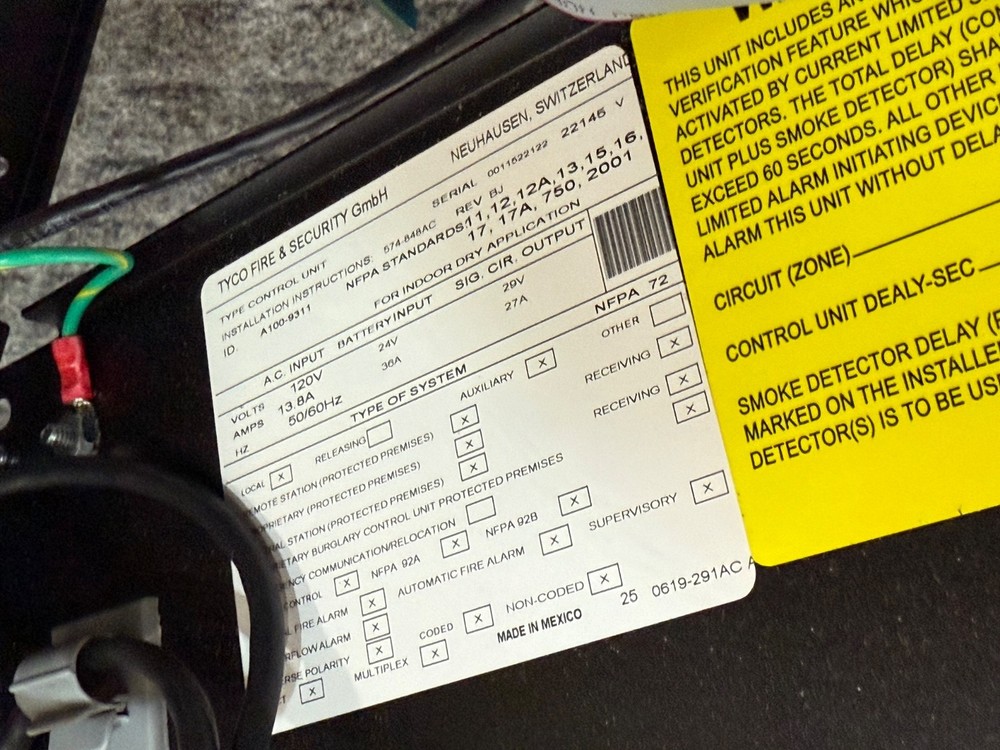 TYCO FIRE & SECURITY GmbH NEUHAUSEN, SWITZERLAND
TYPE CONTROL UNIT SERIAL 0011522122 22145 V
INSTALLATION INSTRUCTIONS: 574-848AC REV BJ
ID: A100-9311 NFPA STANDARDS:11, 12, 12A, 13, 15, 16,
17, 17A, 750, 2001
FOR INDOOR DRY APPLICATION
A.C. INPUT BATTERY INPUT SIG. CIR. OUTPUT
VOLTS 120V 24V 29V
AMPS 13.8A 36A 27A
HZ 50/60Hz
TYPE OF SYSTEM NFPA 72
LOCAL X RELEASING AUXILIARY X OTHER
MOTE STATION (PROTECTED PREMISES) X RECEIVING X
PRIETARY (PROTECTED PREMISES) X RECEIVING X
AL STATION (PROTECTED PREMISES) X X
ETARY BURGLARY CONTROL UNIT PROTECTED PREMISES
NCY COMMUNICATION/RELOCATION
CONTROL X NFPA 92A X NFPA 92B X SUPERVISORY X
FIRE ALARM X AUTOMATIC FIRE ALARM X
RFLOW ALARM X
ERSE POLARITY X CODED X NON-CODED X
T X MULTIPLEX X MADE IN MEXICO 25 0619-291AC A
THIS UNIT INCLUDES AN
VERIFICATION FEATURE WHIC
ACTIVATED BY CURRENT LIMITED S
DETECTORS. THE TOTAL DELAY (CO
UNIT PLUS SMOKE DETECTOR) SHA
EXCEED 60 SECONDS. ALL OTHER
LIMITED ALARM INITIATING DEVIC
ALARM THIS UNIT WITHOUT DELA
CIRCUIT (ZONE)
CONTROL UNIT DEALY-SEC
SMOKE DETECTOR DELAY (
MARKED ON THE INSTALLE
DETECTOR(S) IS TO BE US